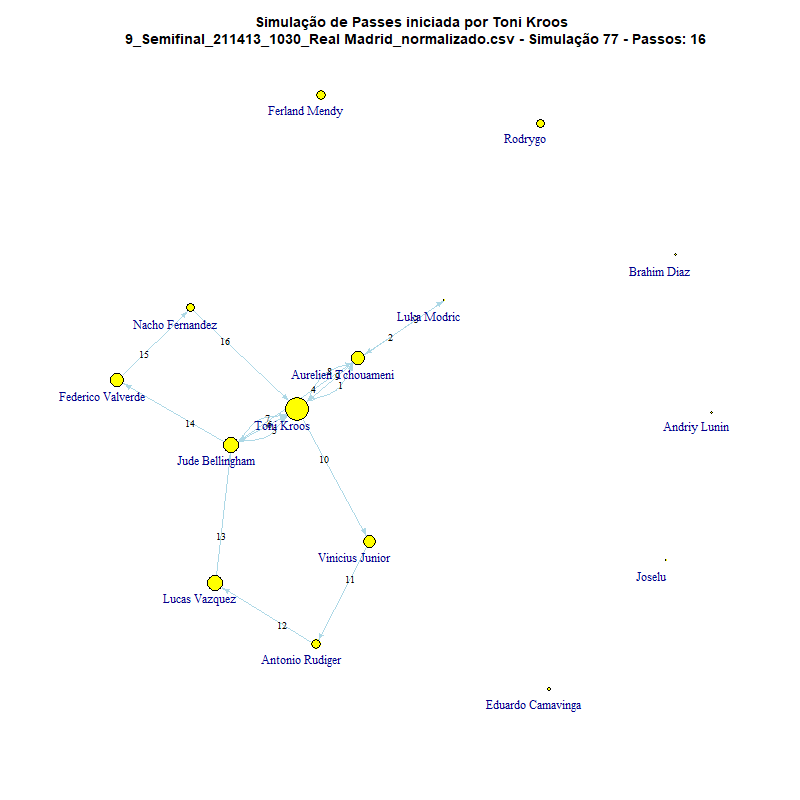 Simulação de Passes iniciada por Toni Kroos
9_Semifinal_211413_1030_Real Madrid_normalizado.csv - Simulação 77 - Passos: 16
Ferland Mendy
Rodrygo
Brahim Diaz
Luka Modric
Nacho Fernandez
16
2
15
Aurelien Tchouameni
4
1
Federico Valverde
7
14
Toni Kroos
Andriy Lunin
Jude Bellingham
10
13
Vinicius Junior
11
Joselu
Lucas Vazquez
12
Antonio Rudiger
Eduardo Camavinga